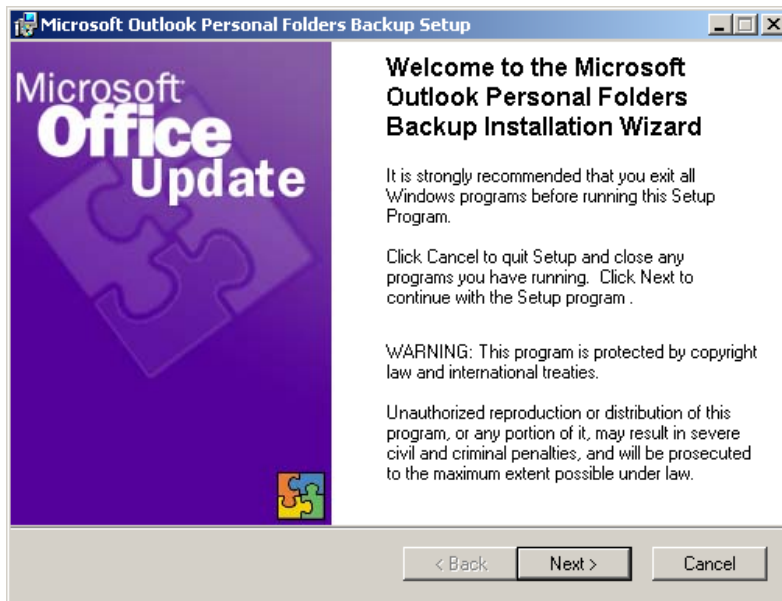 Microsoft Outlook Personal Folders Backup Setup
Microsoft
Office
Update
Welcome to the Microsoft
Outlook Personal Folders
Backup Installation Wizard
It is strongly recommended that you exit all
Windows programs before running this Setup
Program.
Click Cancel to quit Setup and close any
programs you have running.  Click Next to
continue with the Setup program .
WARNING: This program is protected by copyright
law and international treaties.
Unauthorized reproduction or distribution of this
program, or any portion of it, may result in severe
civil and criminal penalties, and will be prosecuted
to the maximum extent possible under law.
< Back
Next >
Cancel